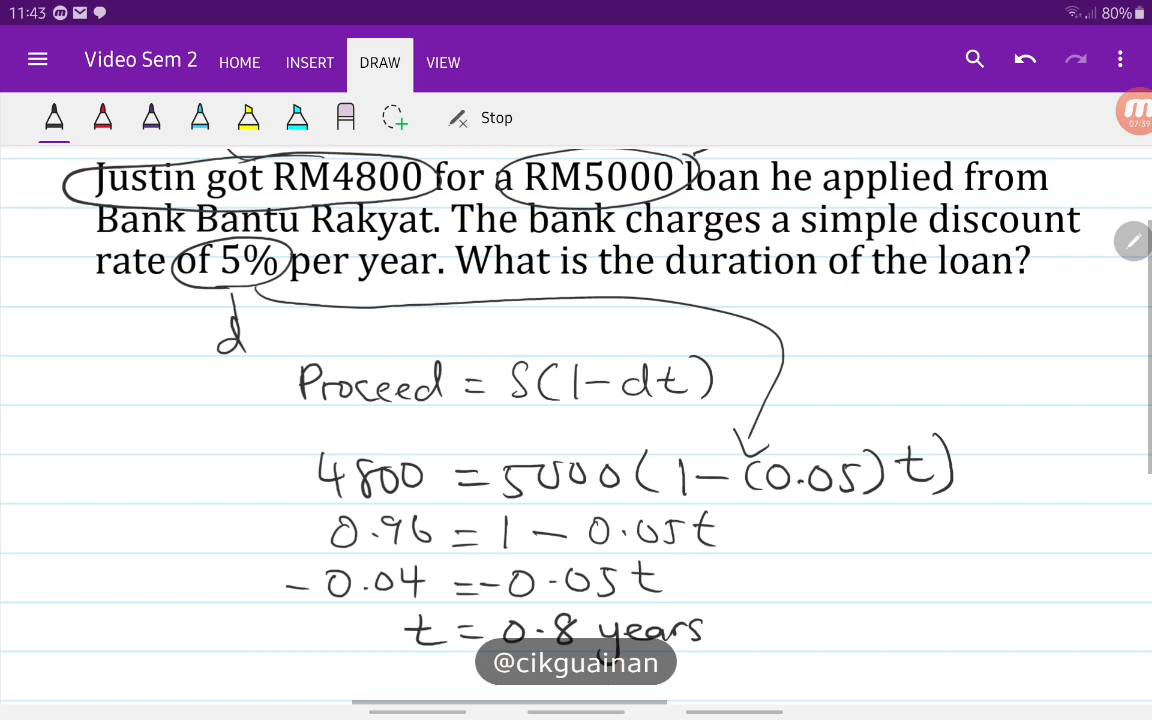 11:43 80%
Video Sem 2 HOME INSERT DRAW VIEW
Stop
07:39
Justin got RM4800 for a RM5000 loan he applied from
Bank Bantu Rakyat. The bank charges a simple discount
rate of 5% per year. What is the duration of the loan?
d
Proceed = S(1-dt)
4800 = 5000(1-(0.05)t)
0.96 = 1 - 0.05t
-0.04 = -0.05t
t = 0.8 years
@cikguainan